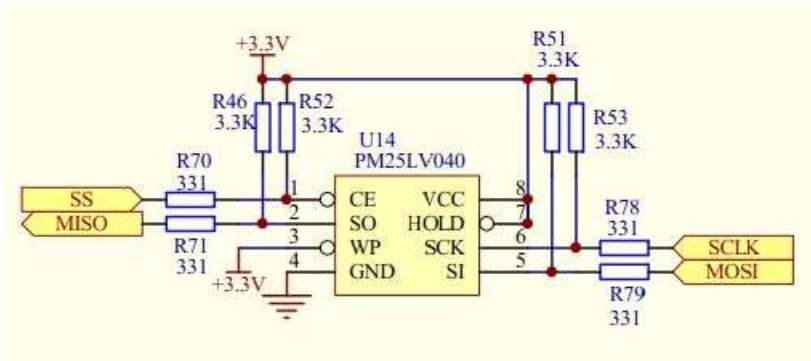 +3.3V
R46
3.3K
R52
3.3K
R51
3.3K
R53
3.3K
U14
PM25LV040
R70
331
SS
MISO
R71
331
1
2
3
4
CE
SO
WP
GND
VCC
HOLD
SCK
SI
8
7
6
5
R78
331
SCLK
MOSI
R79
331
+3.3V